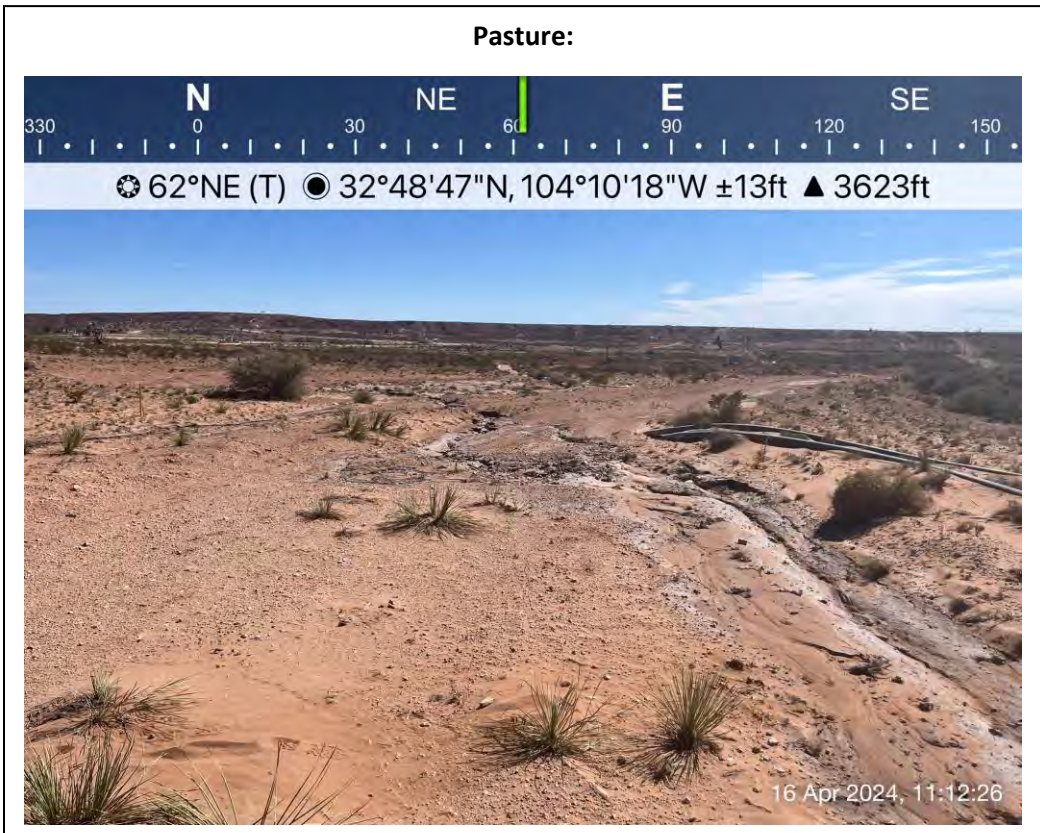 Pasture:
N NE E SE
330 0 30 60 90 120 150
62°NE (T) 32°48'47"N, 104°10'18"W ±13ft ▲ 3623ft
16 Apr 2024, 11:12:26